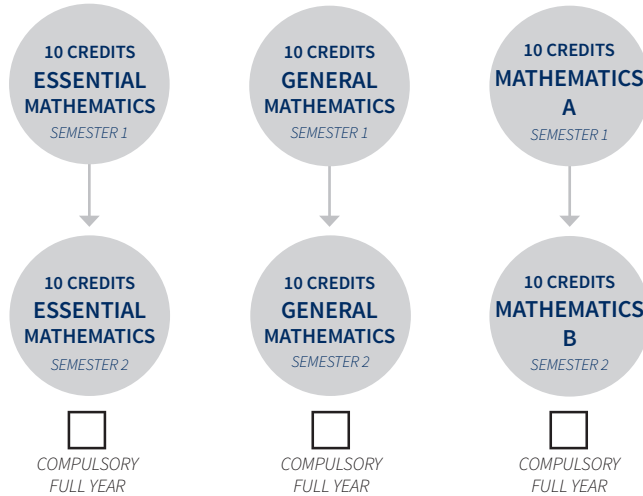 10 CREDITS
ESSENTIAL
MATHEMATICS
SEMESTER 1
10 CREDITS
GENERAL
MATHEMATICS
SEMESTER 1
10 CREDITS
MATHEMATICS
A
SEMESTER 1
10 CREDITS
ESSENTIAL
MATHEMATICS
SEMESTER 2
10 CREDITS
GENERAL
MATHEMATICS
SEMESTER 2
10 CREDITS
MATHEMATICS
B
SEMESTER 2
COMPULSORY
FULL YEAR
COMPULSORY
FULL YEAR
COMPULSORY
FULL YEAR